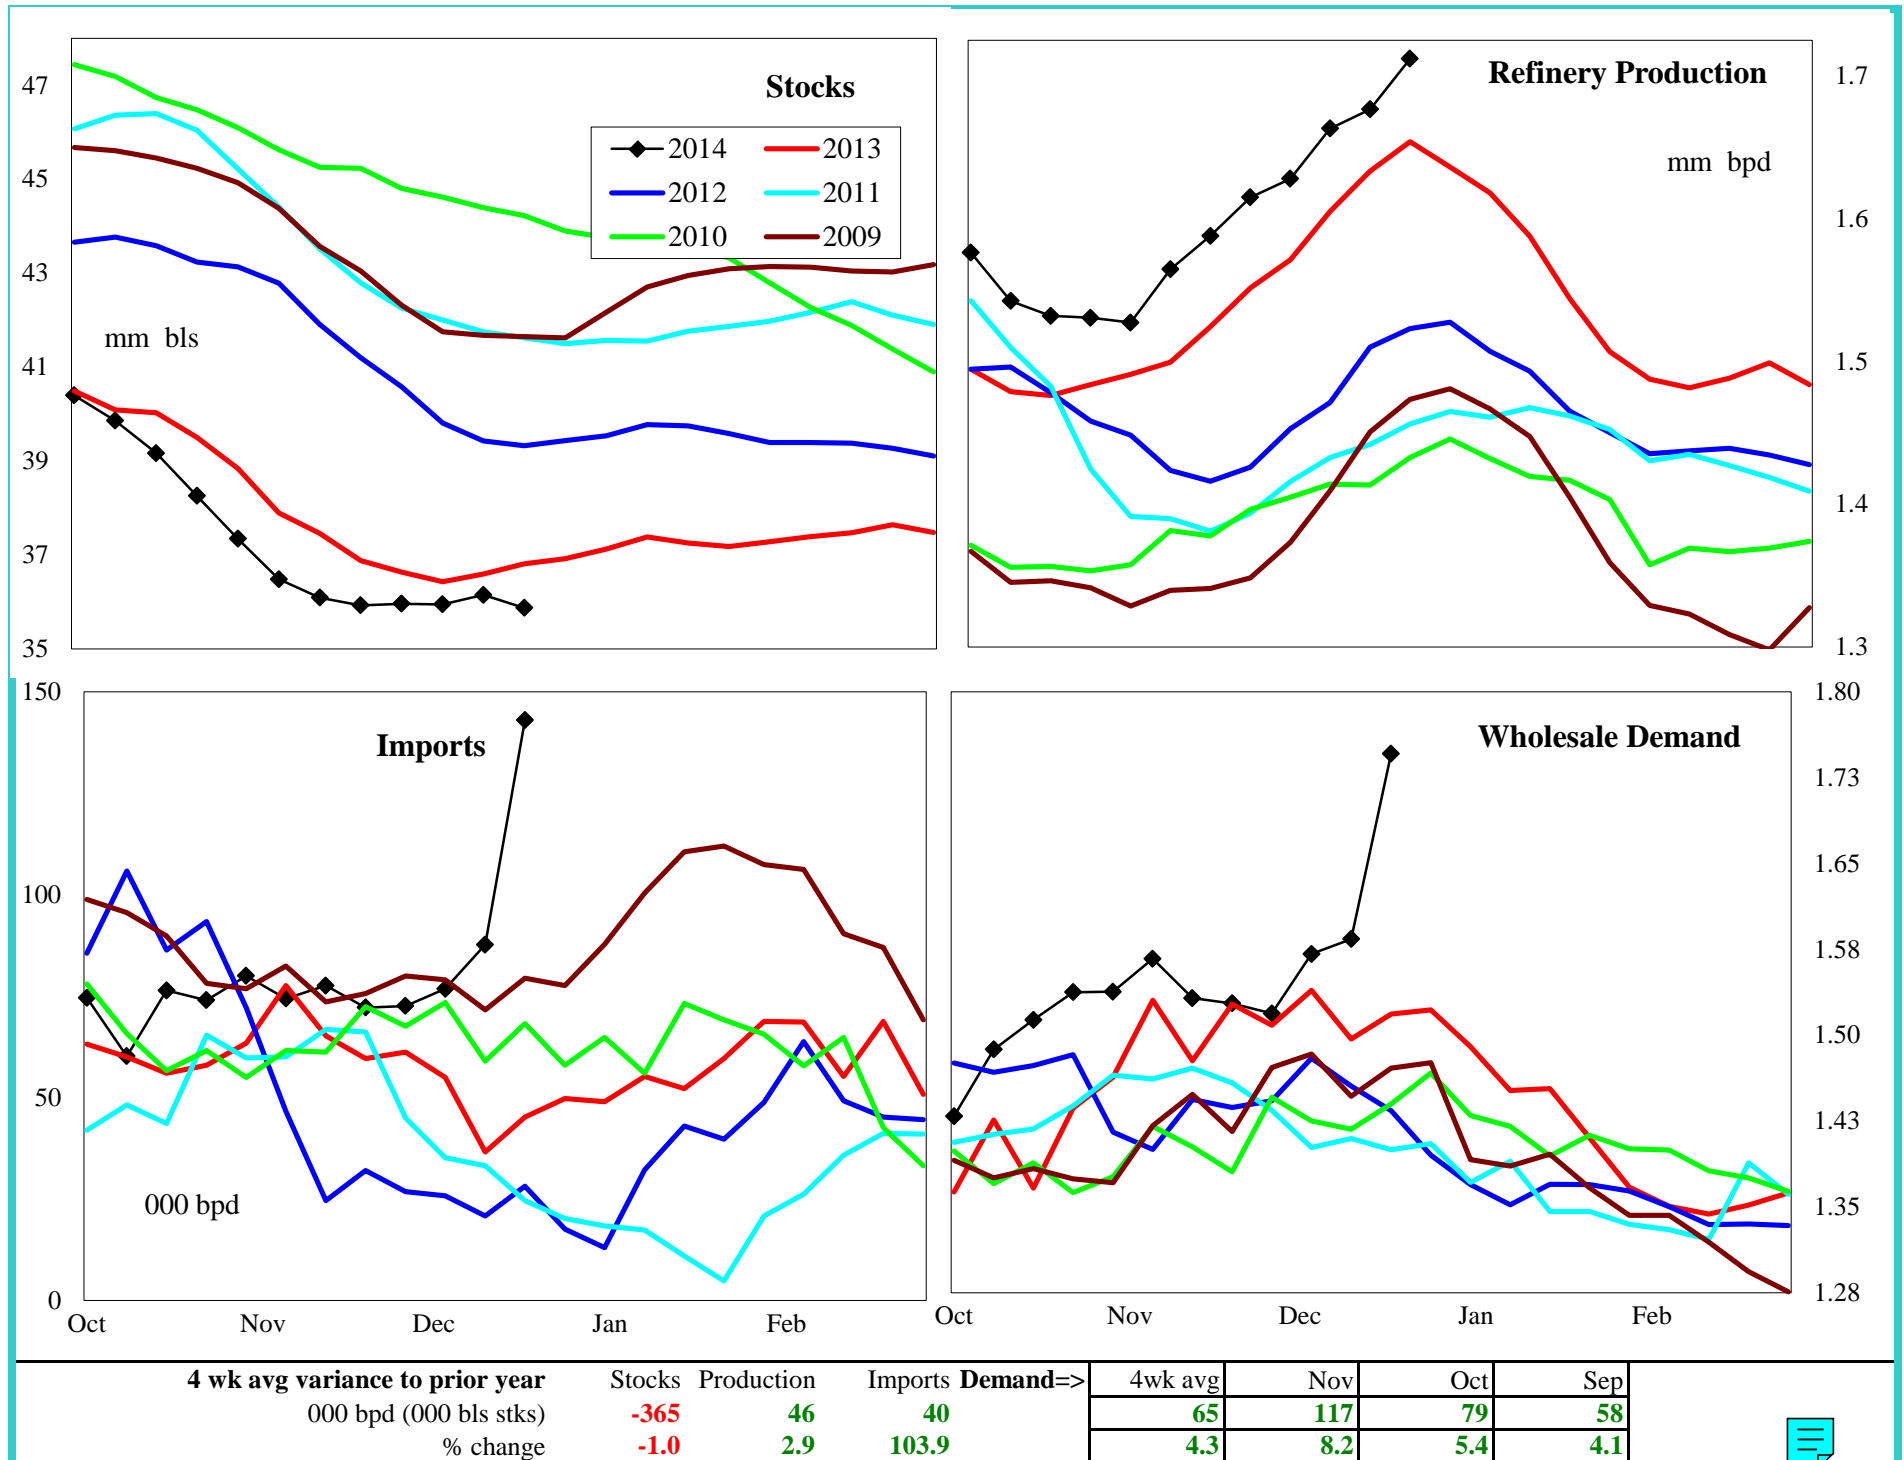 Stocks
47
45
43
41
39
37
35
mm bls
2014 2013
2012 2011
2010 2009
Refinery Production
mm bpd
1.7
1.6
1.5
1.4
1.3
Imports
150
100
50
0
000 bpd
Oct Nov Dec Jan Feb
Wholesale Demand
1.80
1.73
1.65
1.58
1.50
1.43
1.35
1.28
Oct Nov Dec Jan Feb
4 wk avg variance to prior year Stocks Production Imports Demand=> 4wk avg Nov Oct Sep
000 bpd (000 bls stks) -365 46 40 65 117 79 58
% change -1.0 2.9 103.9 4.3 8.2 5.4 4.1